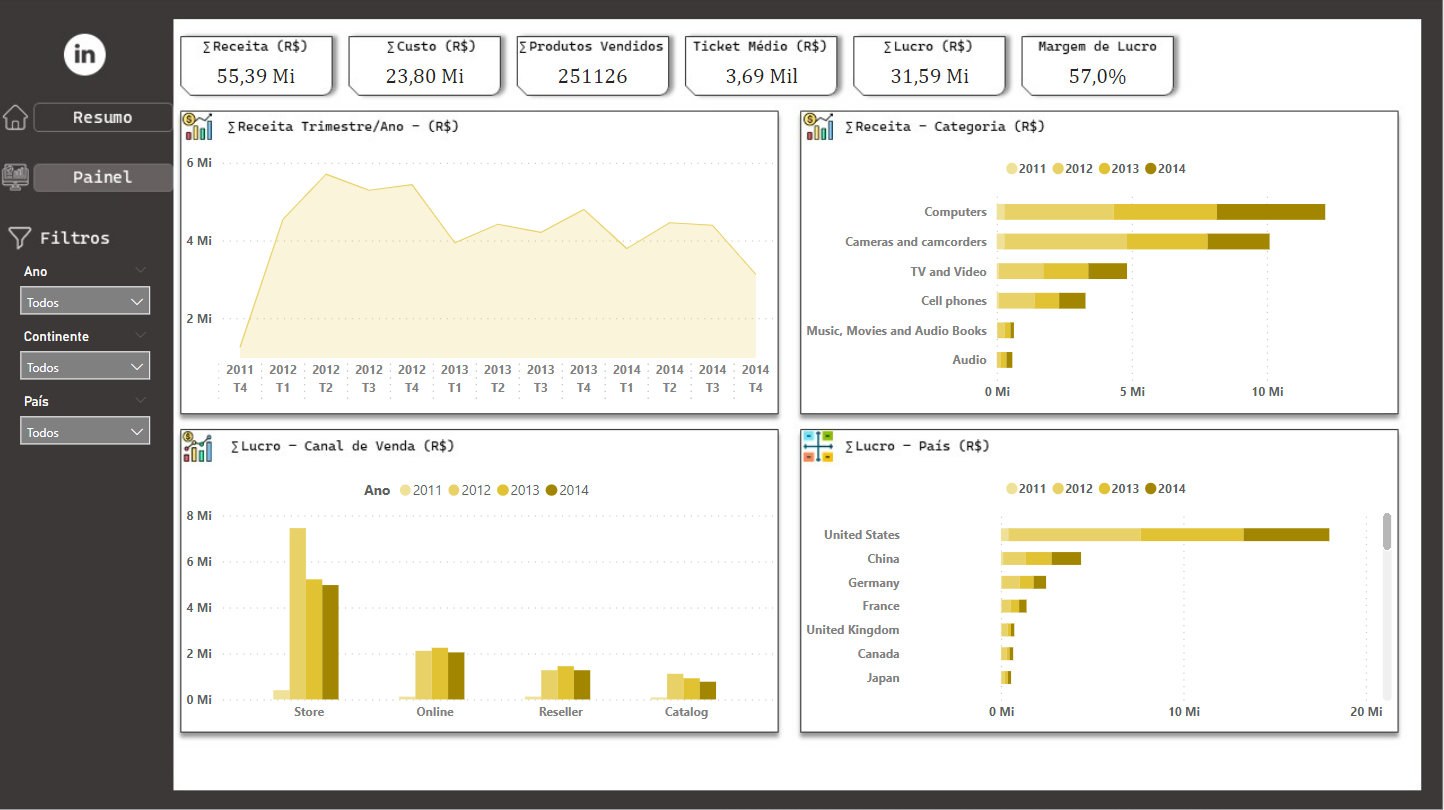 in
Resumo
Painel
Filtros
Ano
Todos
Continente
Todos
País
Todos
∑Receita (R$)
55,39 Mi
∑Custo (R$)
23,80 Mi
∑Produtos Vendidos
251126
Ticket Médio (R$)
3,69 Mil
∑Lucro (R$)
31,59 Mi
Margem de Lucro
57,0%
∑Receita Trimestre/Ano - (R$)
6 Mi
4 Mi
2 Mi
2011 2012 2012 2012 2012 2013 2013 2013 2013 2014 2014 2014 2014
T4 T1 T2 T3 T4 T1 T2 T3 T4 T1 T2 T3 T4
∑Receita - Categoria (R$)
2011 2012 2013 2014
Computers
Cameras and camcorders
TV and Video
Cell phones
Music, Movies and Audio Books
Audio
0 Mi 5 Mi 10 Mi
∑Lucro - Canal de Venda (R$)
Ano 2011 2012 2013 2014
8 Mi
6 Mi
4 Mi
2 Mi
0 Mi
Store Online Reseller Catalog
∑Lucro - País (R$)
2011 2012 2013 2014
United States
China
Germany
France
United Kingdom
Canada
Japan
0 Mi 10 Mi 20 Mi